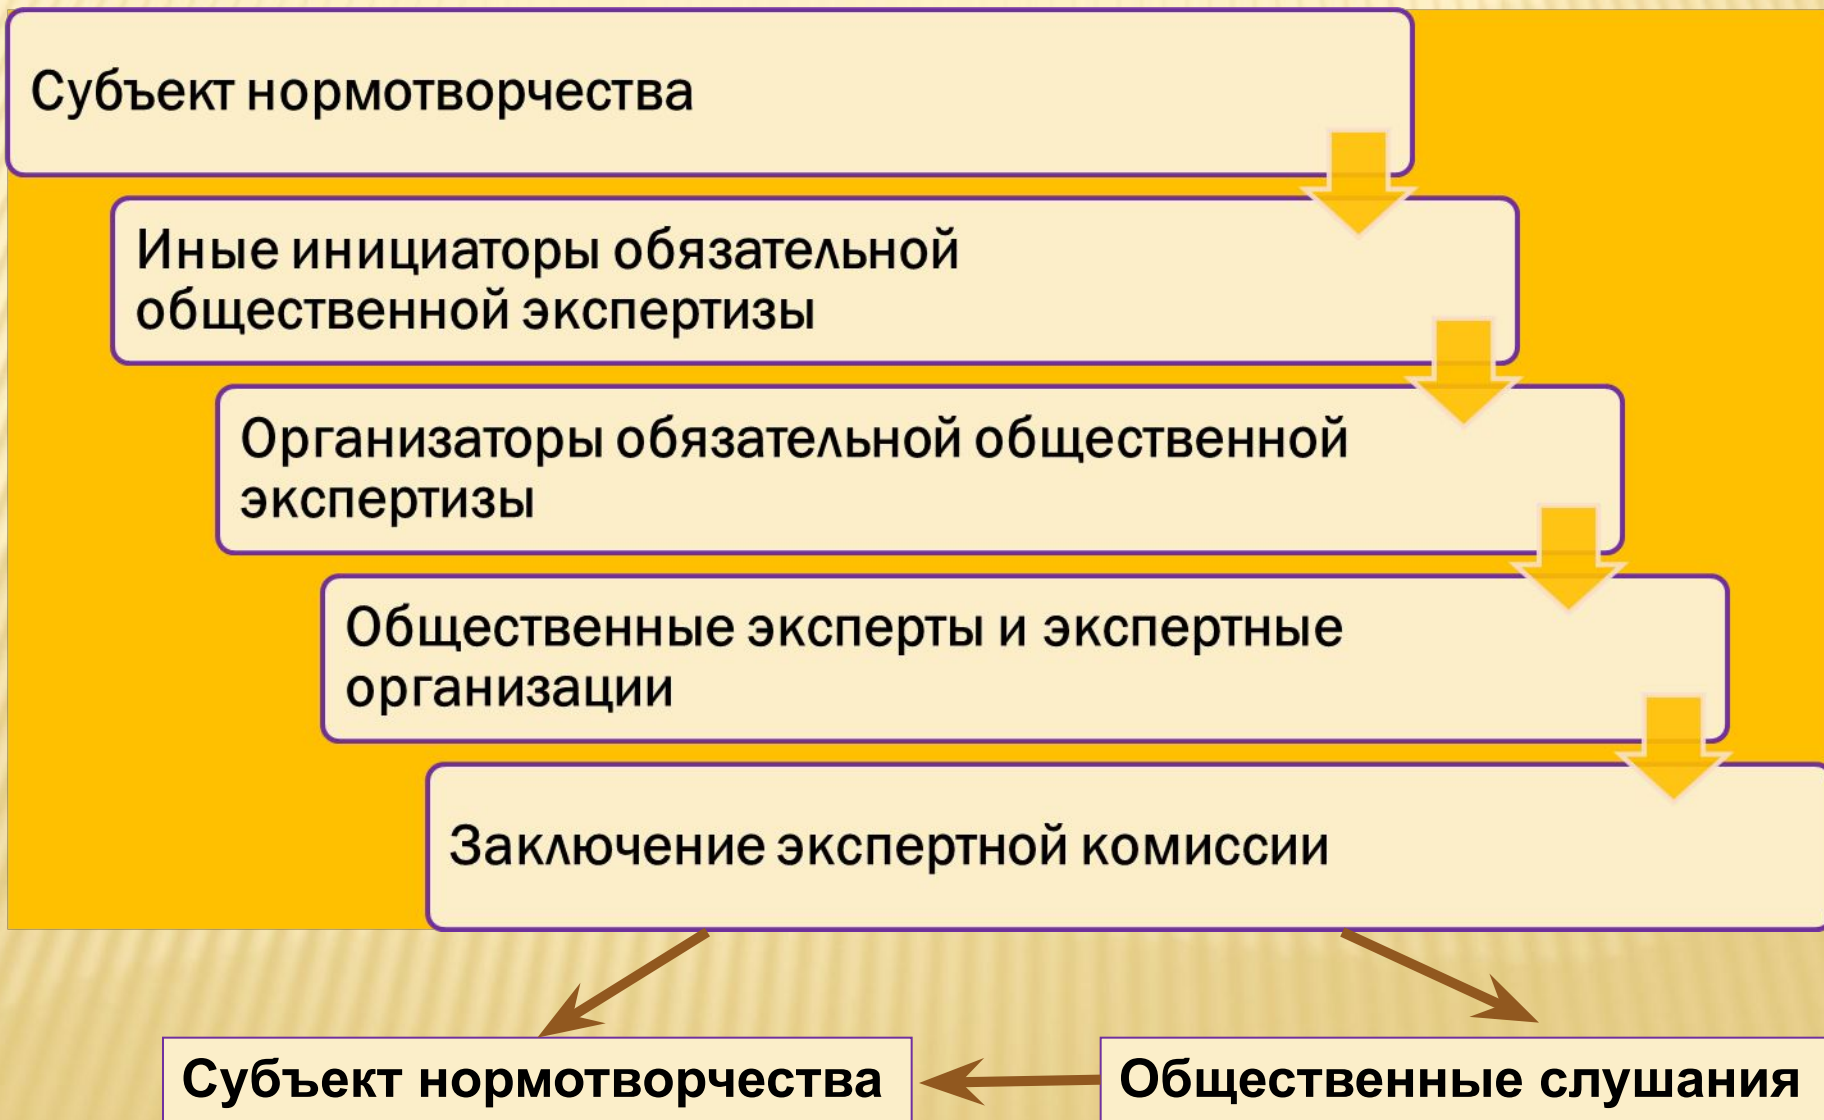 Субъект нормотворчества
Иные инициаторы обязательной
общественной экспертизы
Организаторы обязательной общественной
экспертизы
Общественные эксперты и экспертные
организации
Заключение экспертной комиссии
Субъект нормотворчества
Общественные слушания